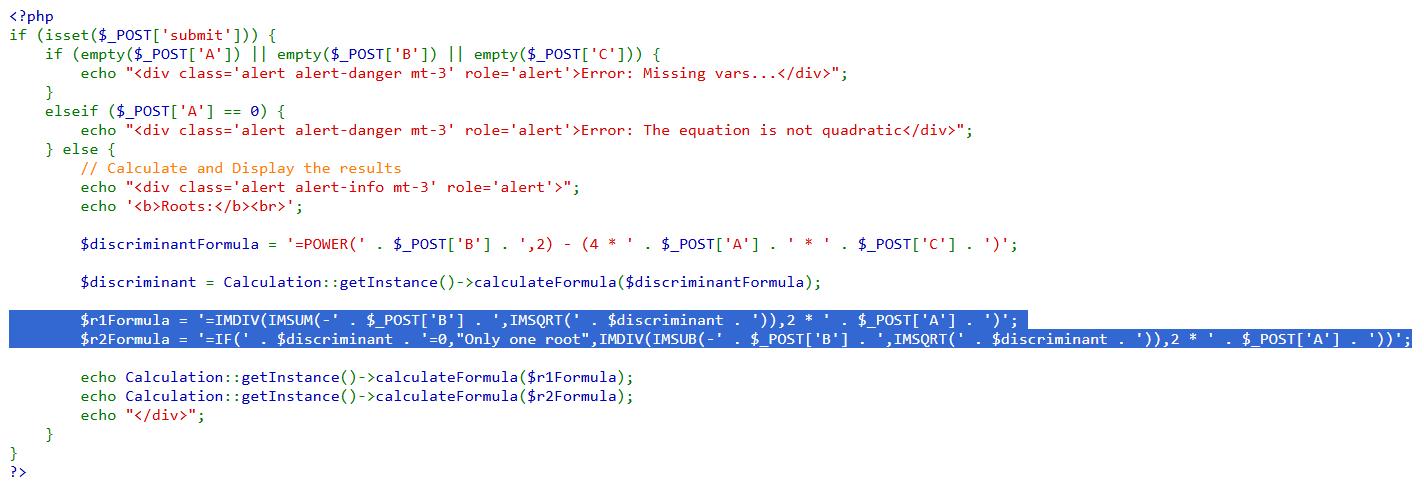 <?php
if (isset($_POST['submit'])) {
    if (empty($_POST['A']) || empty($_POST['B']) || empty($_POST['C'])) {
        echo "<div class='alert alert-danger mt-3' role='alert'>Error: Missing vars...</div>";
    }
    elseif ($_POST['A'] == 0) {
        echo "<div class='alert alert-danger mt-3' role='alert'>Error: The equation is not quadratic</div>";
    } else {
        // Calculate and Display the results
        echo "<div class='alert alert-info mt-3' role='alert'>";
        echo '<b>Roots:</b><br>';

        $discriminantFormula = '=POWER(' . $_POST['B'] . ',2) - (4 * ' . $_POST['A'] . ' * ' . $_POST['C'] . ')';

        $discriminant = Calculation::getInstance()->calculateFormula($discriminantFormula);

        $r1Formula = '=IMDIV(IMSUM(-' . $_POST['B'] . ',IMSQRT(' . $discriminant . ')),2 * ' . $_POST['A'] . ')';
        $r2Formula = '=IF(' . $discriminant . '=0,"Only one root",IMDIV(IMSUB(-' . $_POST['B'] . ',IMSQRT(' . $discriminant . ')),2 * ' . $_POST['A'] . '))';

        echo Calculation::getInstance()->calculateFormula($r1Formula);
        echo Calculation::getInstance()->calculateFormula($r2Formula);
        echo "</div>";
    }
}
?>